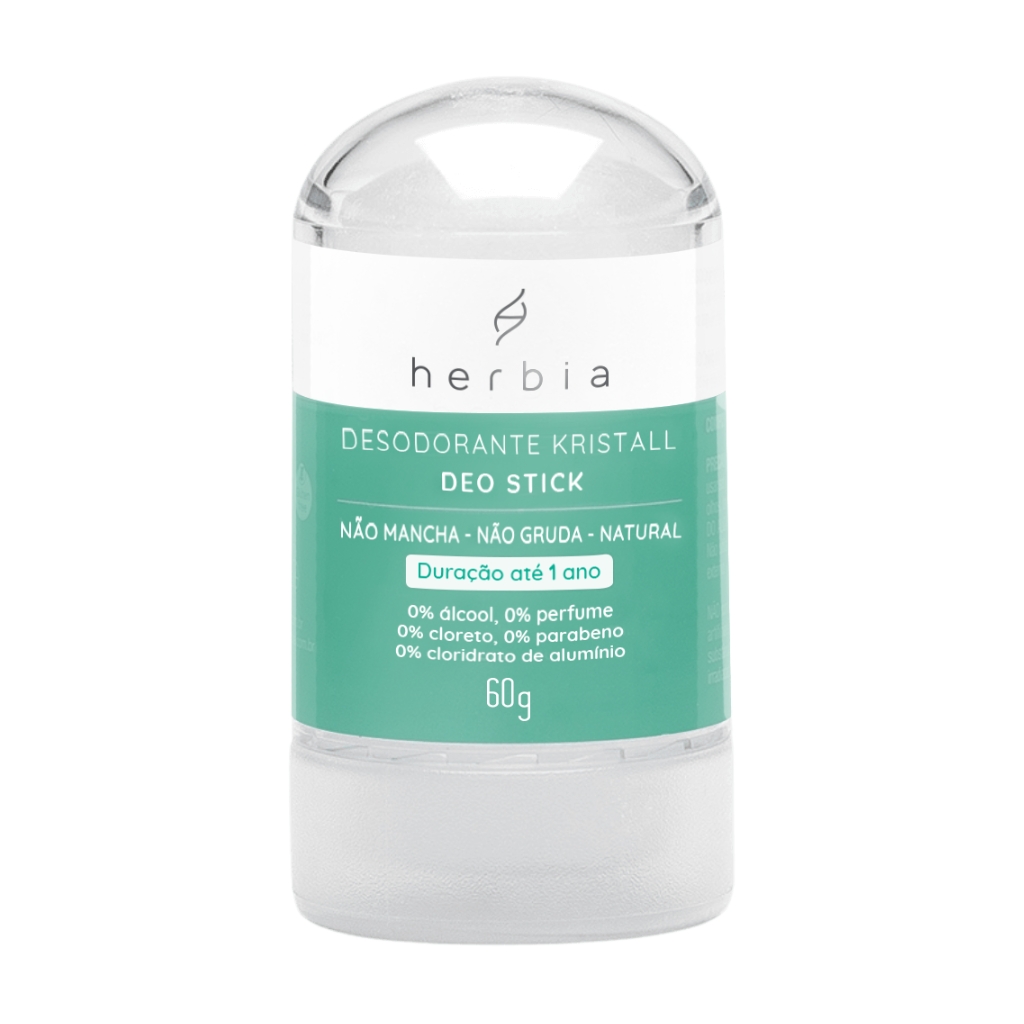 herbia
DESODORANTE KRISTALL
DEO STICK
NÃO MANCHA - NÃO GRUDA - NATURAL
Duração até 1 ano
0% álcool, 0% perfume
0% cloreto, 0% parabeno
0% cloridrato de alumínio
60g